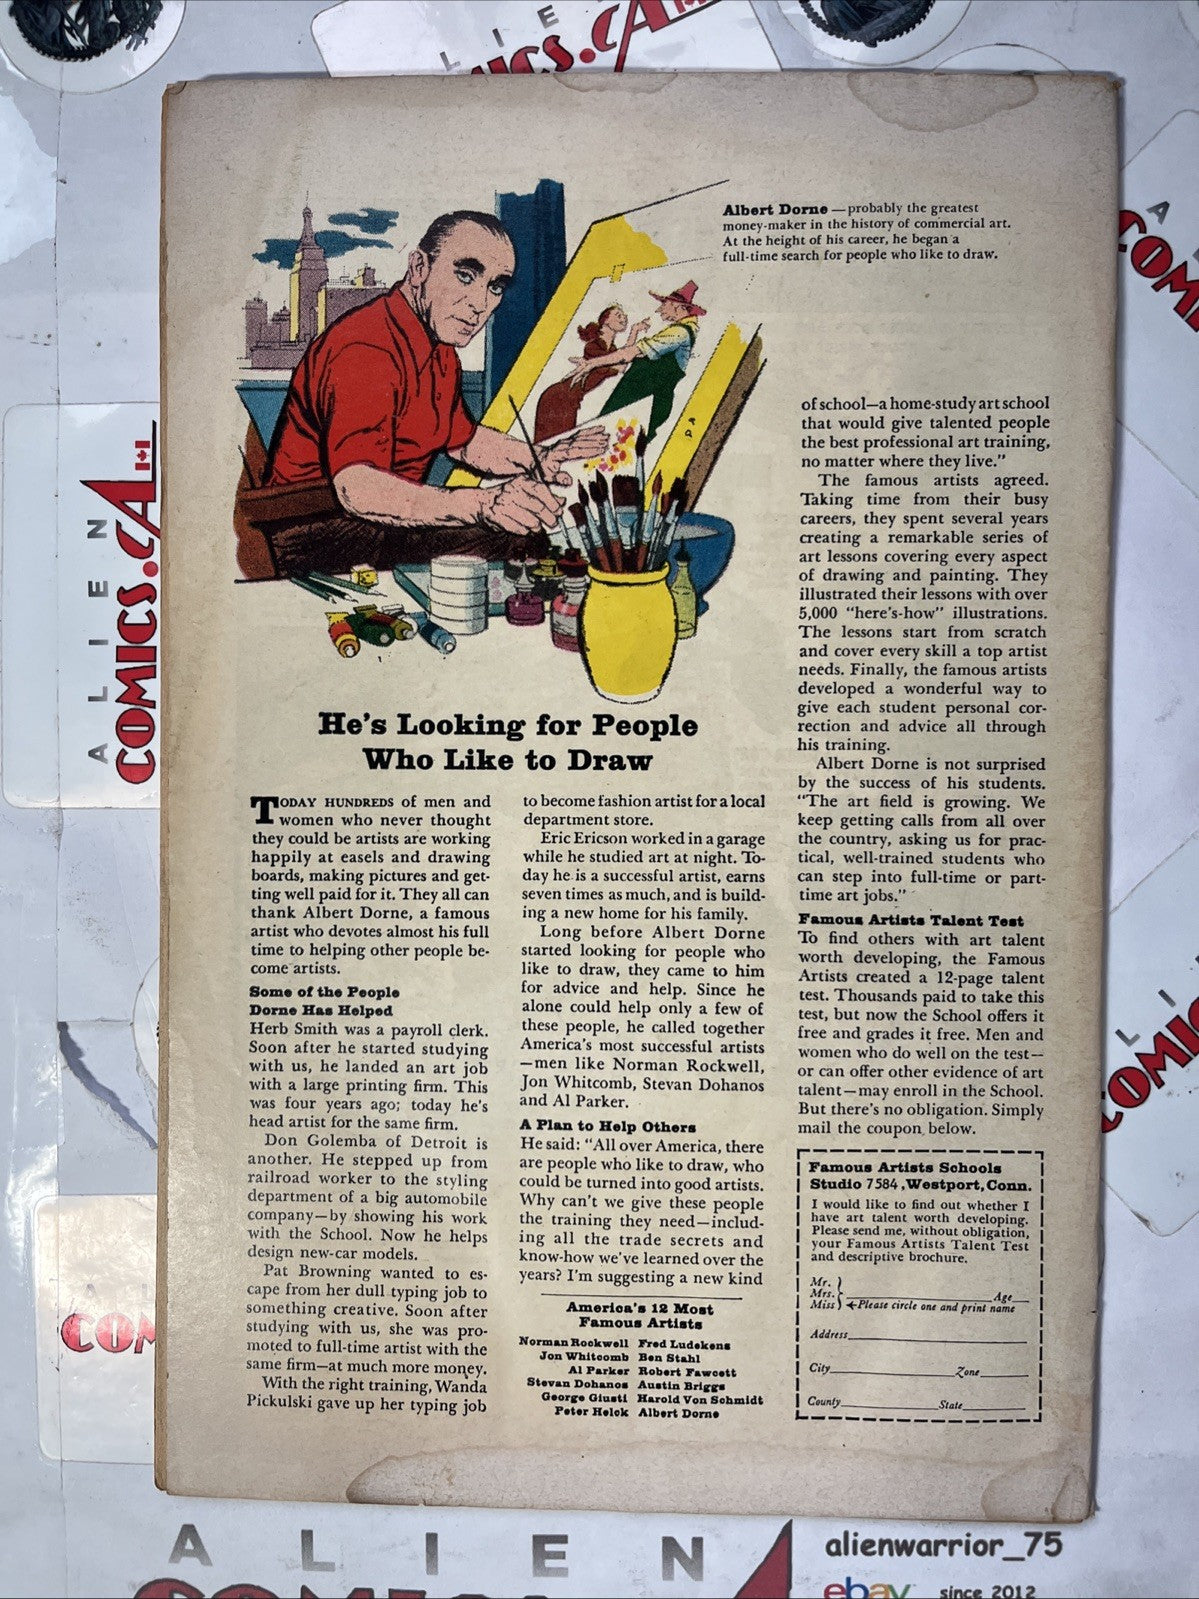 ALIEN
COMICS.CA
Albert Dorne — probably the greatest
money-maker in the history of commercial art.
At the height of his career, he began a
full-time search for people who like to draw.
He's Looking for People
Who Like to Draw
TODAY HUNDREDS of men and
women who never thought
they could be artists are working
happily at easels and drawing
boards, making pictures and get-
ting well paid for it. They all can
thank Albert Dorne, a famous
artist who devotes almost his full
time to helping other people be-
come artists.
Some of the People
Dorne Has Helped
Herb Smith was a payroll clerk.
Soon after he started studying
with us, he landed an art job
with a large printing firm. This
was four years ago; today he's
head artist for the same firm.
Don Golemba of Detroit is
another. He stepped up from
railroad worker to the styling
department of a big automobile
company—by showing his work
with the School. Now he helps
design new-car models.
Pat Browning wanted to es-
cape from her dull typing job to
something creative. Soon after
studying with us, she was pro-
moted to full-time artist with the
same firm—at much more money.
With the right training, Wanda
Pickulski gave up her typing job
to become fashion artist for a local
department store.
Eric Ericson worked in a garage
while he studied art at night. To-
day he is a successful artist, earns
seven times as much, and is build-
ing a new home for his family.
Long before Albert Dorne
started looking for people who
like to draw, they came to him
for advice and help. Since he
alone could help only a few of
these people, he called together
America's most successful artists
—men like Norman Rockwell,
Jon Whitcomb, Stevan Dohanos
and Al Parker.
A Plan to Help Others
He said: "All over America, there
are people who like to draw, who
could be turned into good artists.
Why can't we give these people
the training they need—includ-
ing all the trade secrets and
know-how we've learned over the
years? I'm suggesting a new kind
America's 12 Most
Famous Artists
Norman Rockwell Fred Ludekens
Jon Whitcomb Ben Stahl
Al Parker Robert Fawcett
Stevan Dohanos Austin Briggs
George Giusti Harold Von Schmidt
Peter Helck Albert Dorne
of school—a home-study art school
that would give talented people
the best professional art training,
no matter where they live."
The famous artists agreed.
Taking time from their busy
careers, they spent several years
creating a remarkable series of
art lessons covering every aspect
of drawing and painting. They
illustrated their lessons with over
5,000 "here's-how" illustrations.
The lessons start from scratch
and cover every skill a top artist
needs. Finally, the famous artists
developed a wonderful way to
give each student personal cor-
rection and advice all through
his training.
Albert Dorne is not surprised
by the success of his students.
"The art field is growing. We
keep getting calls from all over
the country, asking us for prac-
tical, well-trained students who
can step into full-time or part-
time art jobs."
Famous Artists Talent Test
To find others with art talent
worth developing, the Famous
Artists created a 12-page talent
test. Thousands paid to take this
test, but now the School offers it
free and grades it free. Men and
women who do well on the test—
or can offer other evidence of art
talent—may enroll in the School.
But there's no obligation. Simply
mail the coupon below.
Famous Artists Schools
Studio 7584, Westport, Conn.
I would like to find out whether I
have art talent worth developing.
Please send me, without obligation,
your Famous Artists Talent Test
and descriptive brochure.
Mr.
Mrs. Age
Miss Please circle one and print name
Address
City Zone
County State
ALIEN
COMICS.CA
ALIEN
COMICS
alienwarrior_75
ebay since 2012